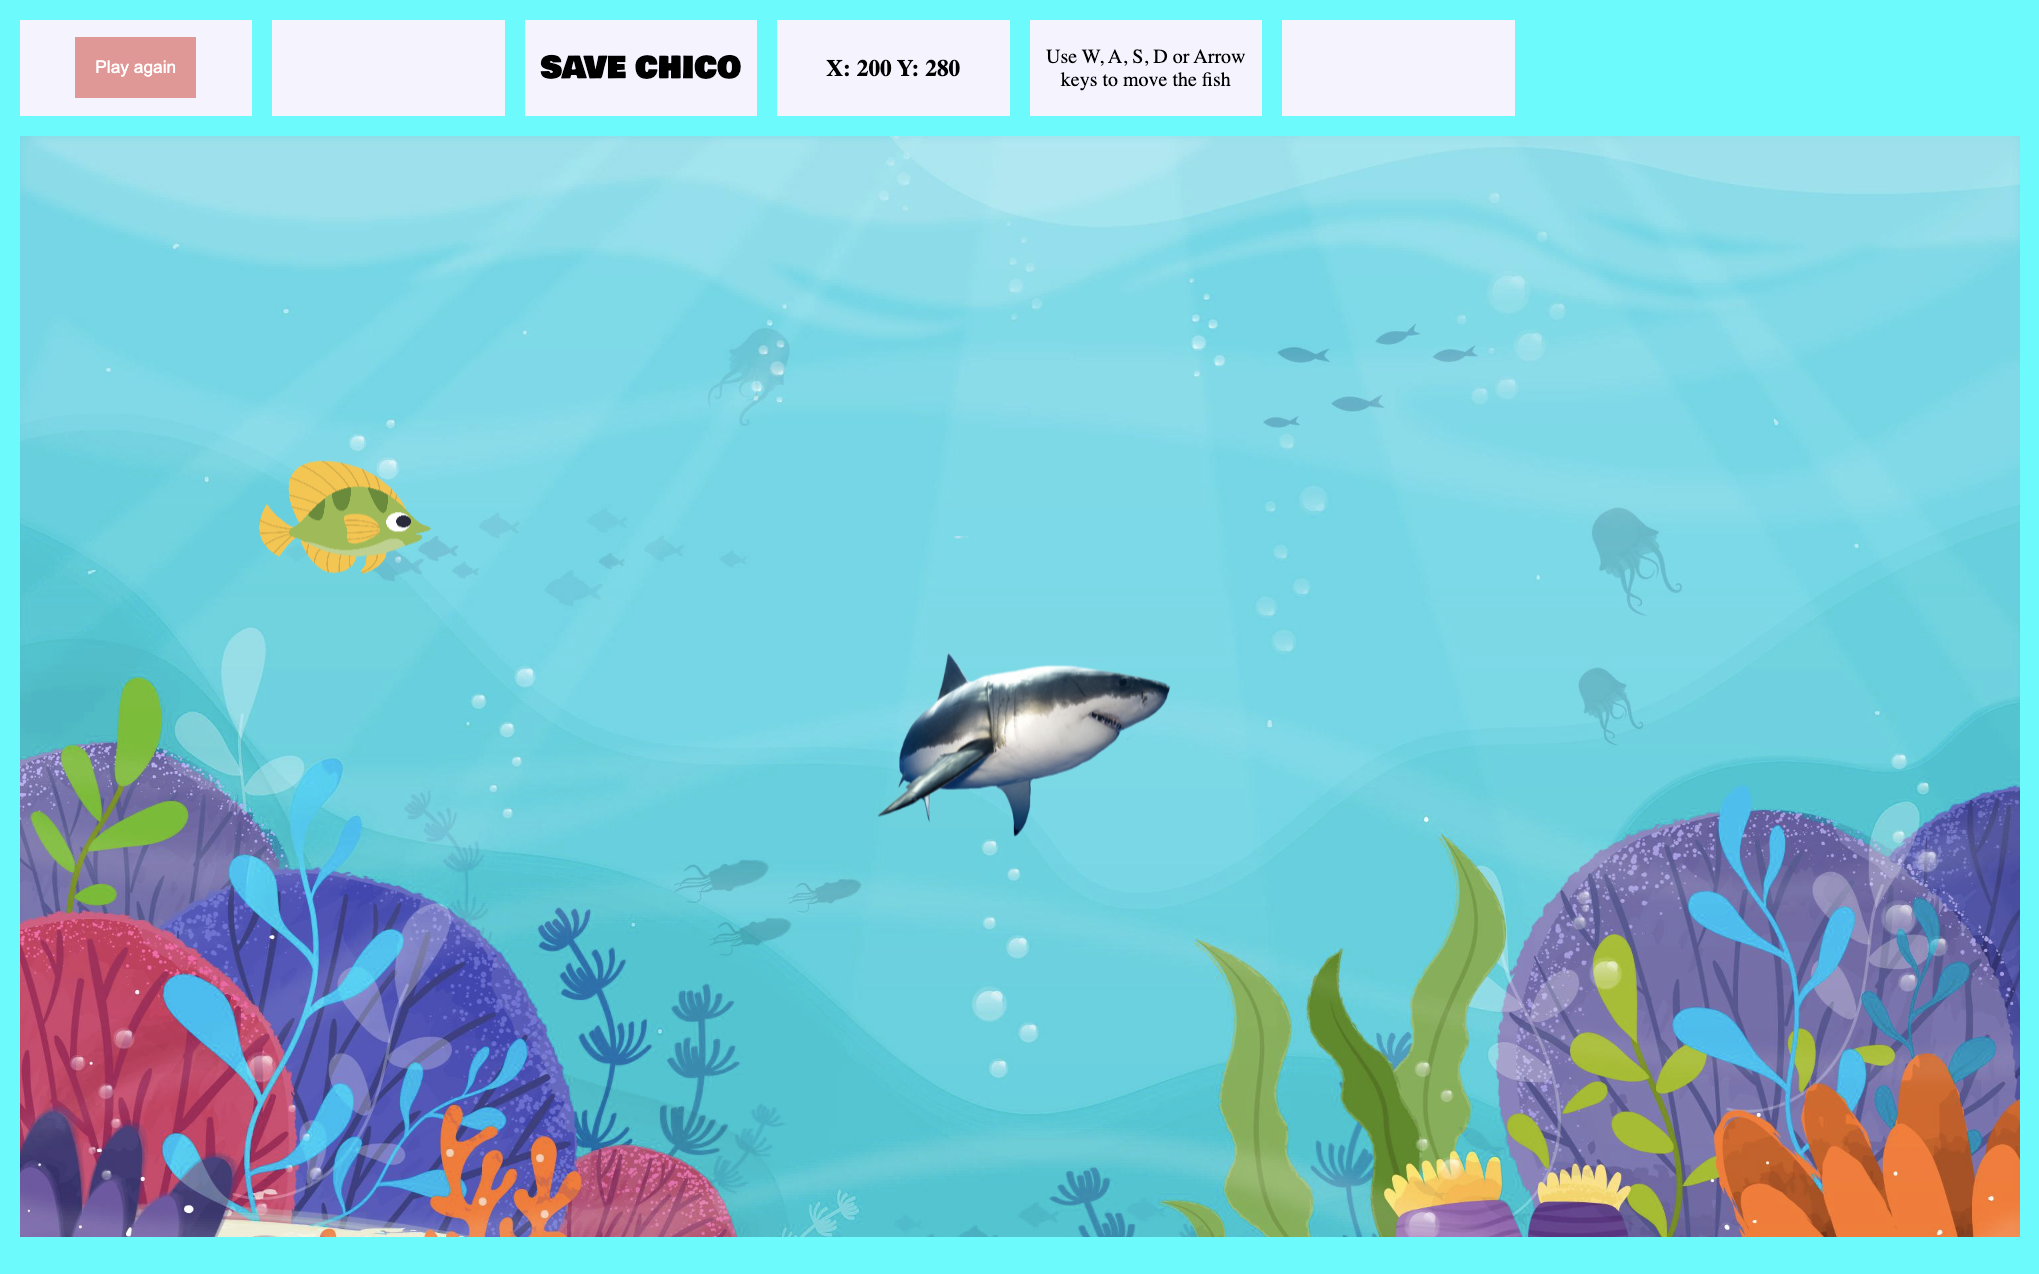 Play again
SAVE CHICO
X: 200 Y: 280
Use W, A, S, D or Arrow
keys to move the fish